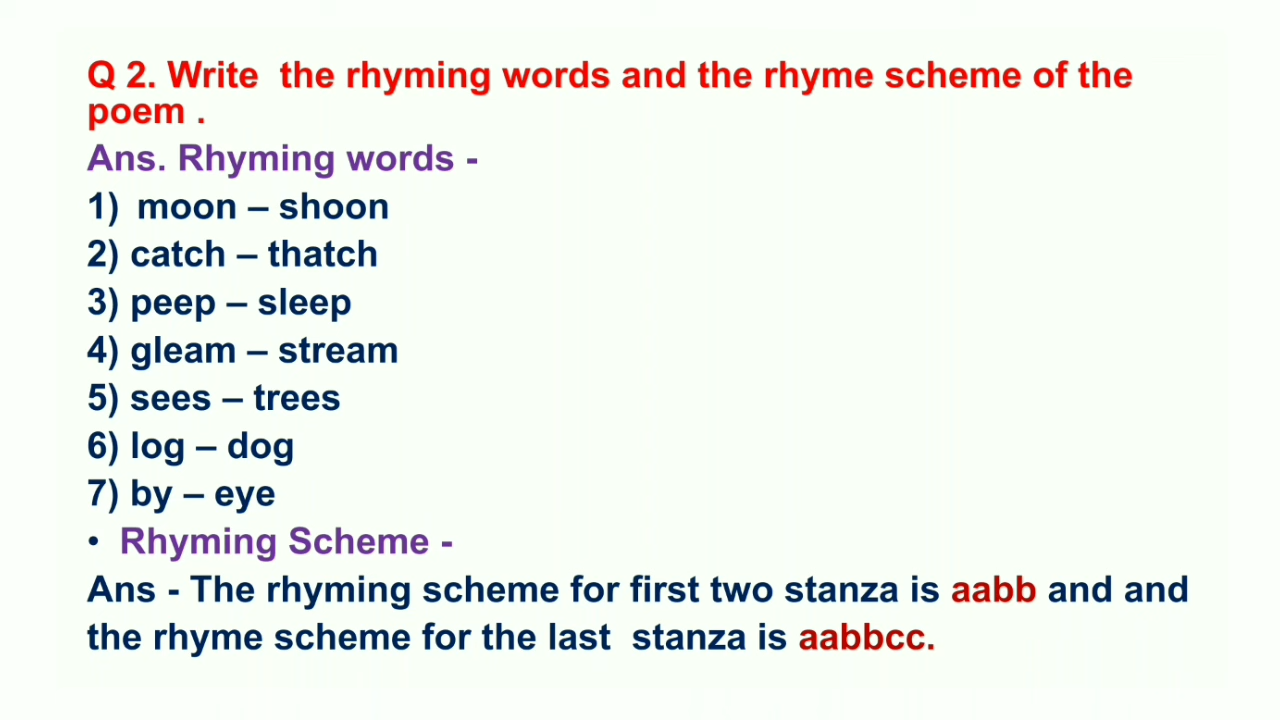 Q 2. Write  the rhyming words and the rhyme scheme of the
poem .
Ans. Rhyming words -
1)  moon – shoon
2) catch – thatch
3) peep – sleep
4) gleam – stream
5) sees – trees
6) log – dog
7) by – eye
• Rhyming Scheme -
Ans - The rhyming scheme for first two stanza is aabb and and
the rhyme scheme for the last  stanza is aabbcc.